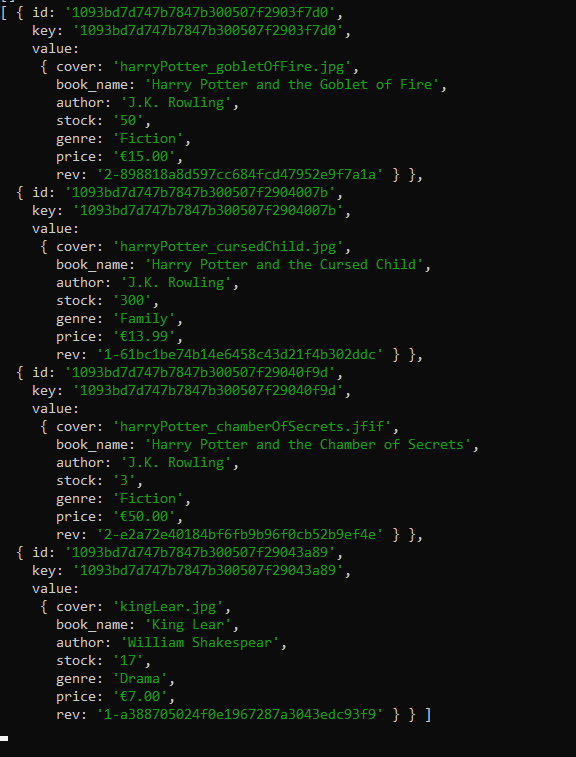 []
[ { id: '1093bd7d747b7847b300507f2903f7d0',
key: '1093bd7d747b7847b300507f2903f7d0',
value:
{ cover: 'harryPotter_gobletOfFire.jpg',
book_name: 'Harry Potter and the Goblet of Fire',
author: 'J.K. Rowling',
stock: '50',
genre: 'Fiction',
price: '€15.00',
rev: '2-898818a8d597cc684fcd47952e9f7a1a' } },
{ id: '1093bd7d747b7847b300507f2904007b',
key: '1093bd7d747b7847b300507f2904007b',
value:
{ cover: 'harryPotter_cursedChild.jpg',
book_name: 'Harry Potter and the Cursed Child',
author: 'J.K. Rowling',
stock: '300',
genre: 'Family',
price: '€13.99',
rev: '1-61bc1be74b14e6458c43d21f4b302ddc' } },
{ id: '1093bd7d747b7847b300507f29040f9d',
key: '1093bd7d747b7847b300507f29040f9d',
value:
{ cover: 'harryPotter_chamberOfSecrets.jfif',
book_name: 'Harry Potter and the Chamber of Secrets',
author: 'J.K. Rowling',
stock: '3',
genre: 'Fiction',
price: '€50.00',
rev: '2-e2a72e40184bf6fb9b96f0cb52b9ef4e' } },
{ id: '1093bd7d747b7847b300507f29043a89',
key: '1093bd7d747b7847b300507f29043a89',
value:
{ cover: 'kingLear.jpg',
book_name: 'King Lear',
author: 'William Shakespear',
stock: '17',
genre: 'Drama',
price: '€7.00',
rev: '1-a388705024f0e1967287a3043edc93f9' } } ]